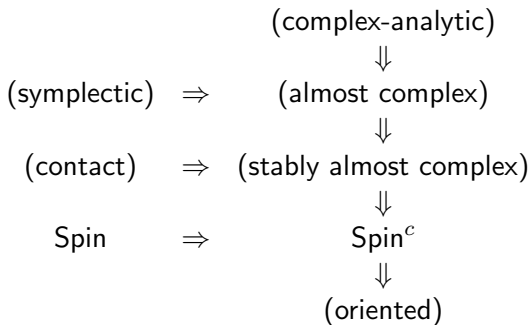 (complex-analytic)
⇓
(symplectic) ⇒ (almost complex)
⇓
(contact) ⇒ (stably almost complex)
⇓
Spin ⇒ Spin^c
⇓
(oriented)